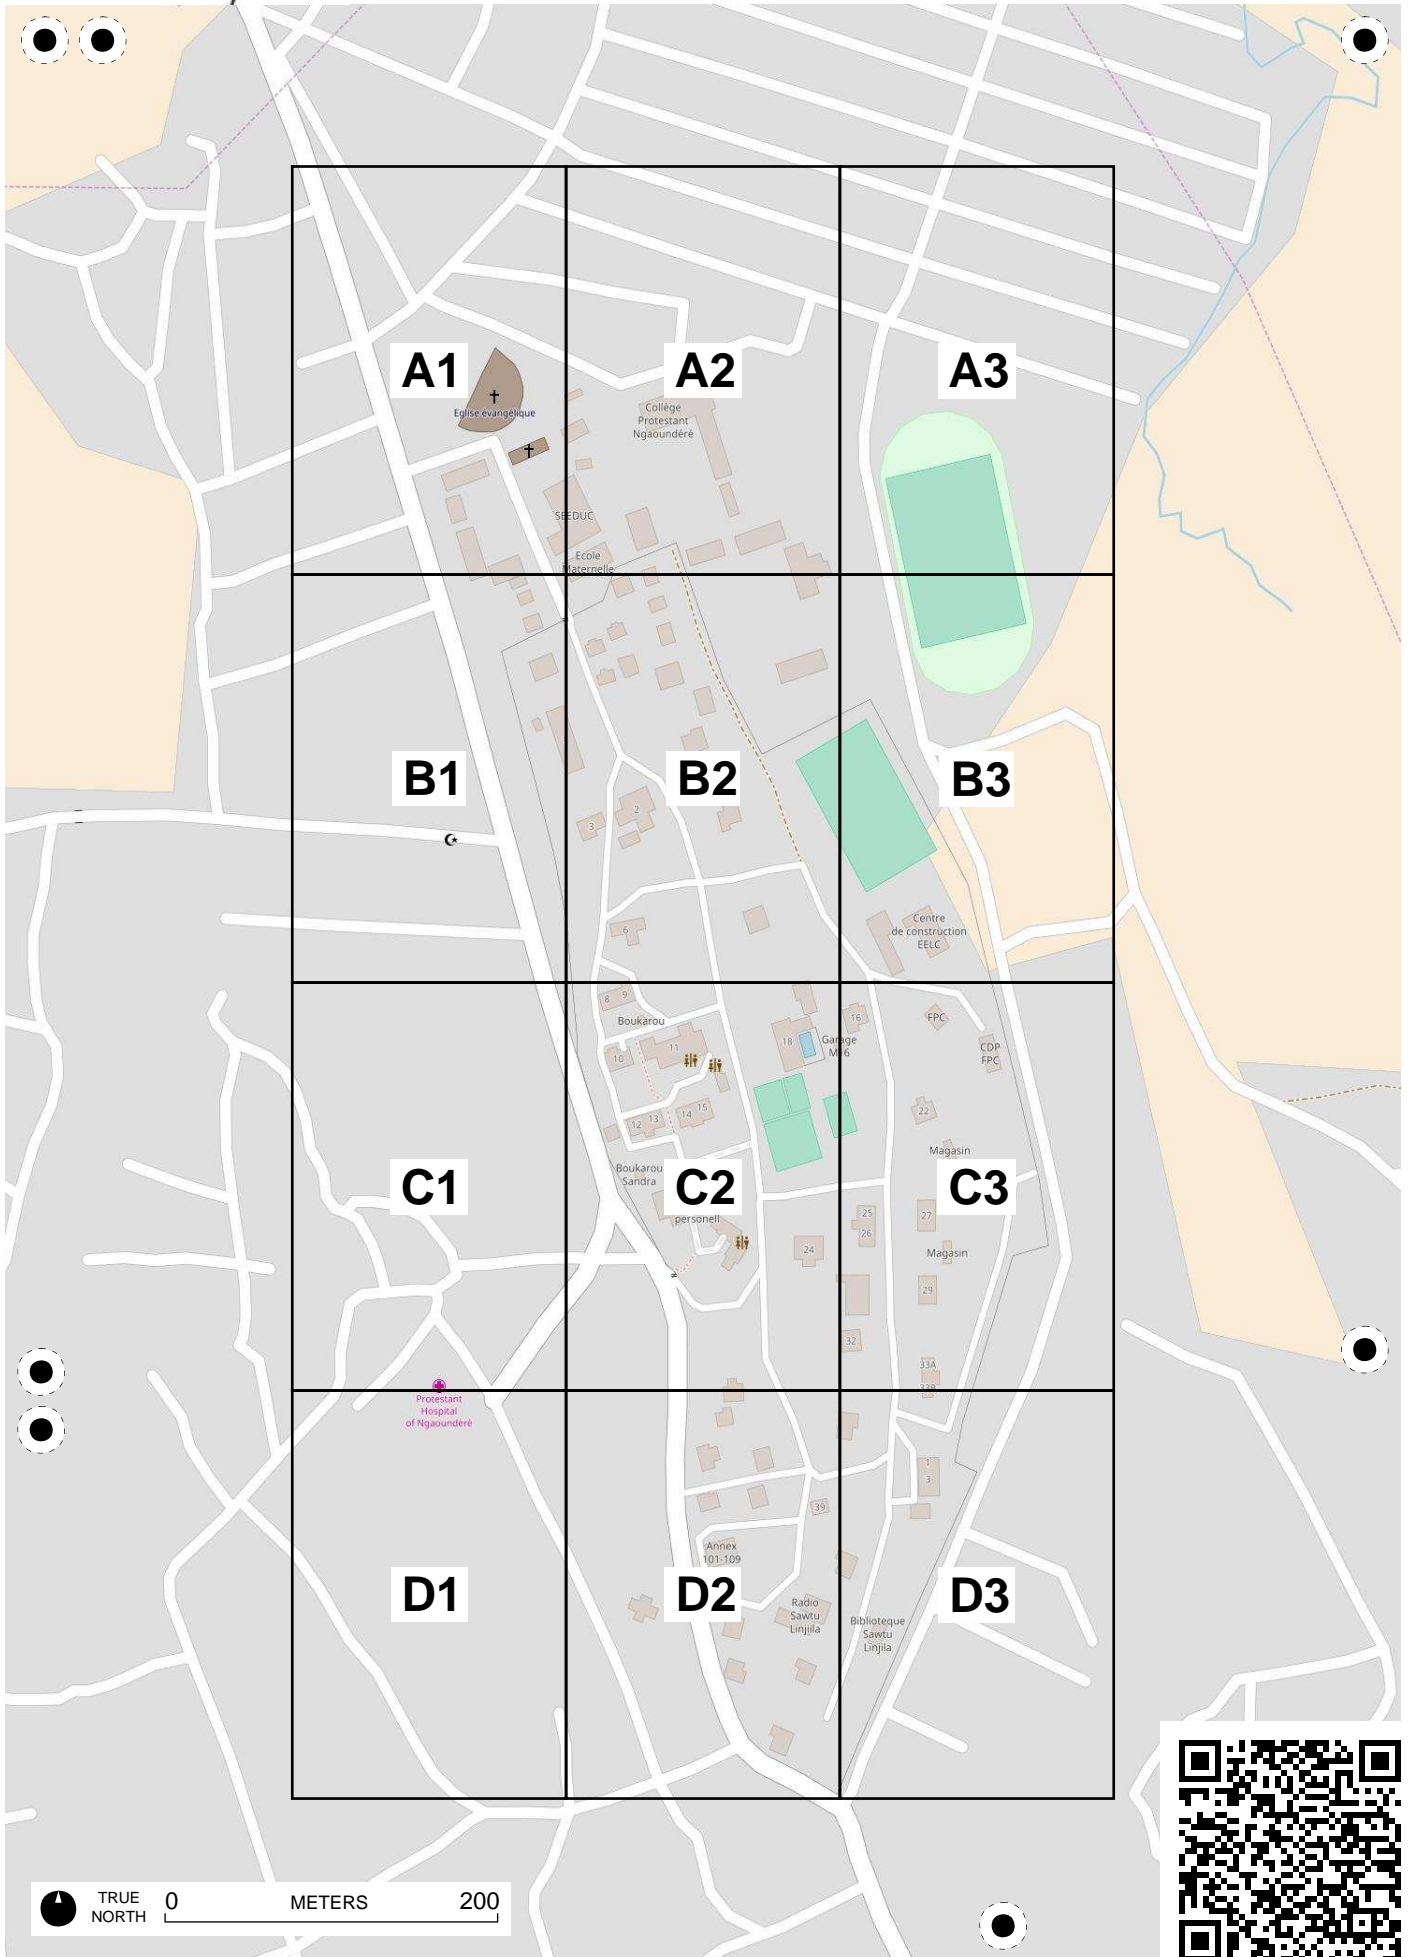 A1
A2
A3
Eglise évangélique
Collège
Protestant
Ngaoundéré
SEEDUC
Ecole
Maternelle
B1
B2
B3
2
3
6
Centre
de construction
EELC
8
9
Boukarou
10
11
18
16
Garage
FPC
CDP
FPC
12
13
14
15
22
Magasin
Boukarou
Sandra
C1
C2
C3
personell
25
26
27
24
Magasin
29
32
33A
33B
Protestant
Hospital
of Ngaoundéré
1
3
39
Annex
101-109
D1
D2
D3
Radio
Sawtu
Linjiila
Biblioteque
Sawtu
Linjila
TRUE
NORTH
0 METERS 200